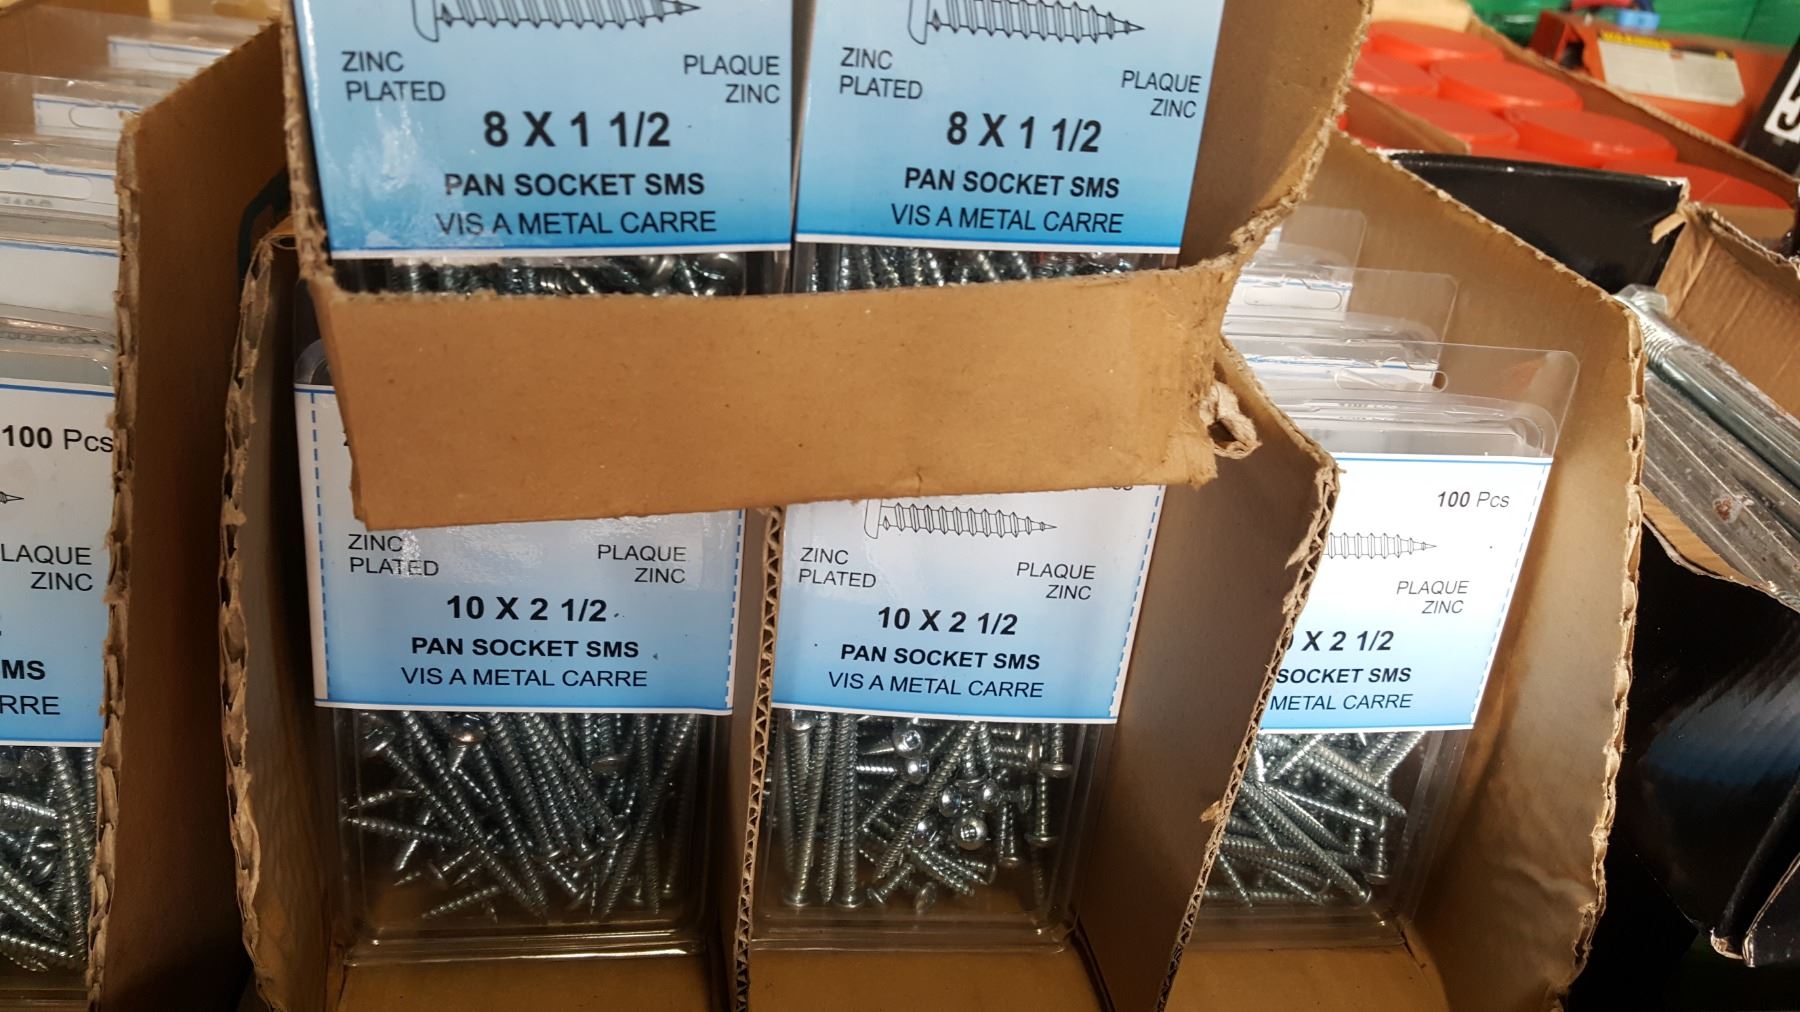 ZINC
PLATED
PLAQUE
ZINC
8 X 1 1/2
PAN SOCKET SMS
VIS A METAL CARRE
ZINC
PLATED
PLAQUE
ZINC
8 X 1 1/2
PAN SOCKET SMS
VIS A METAL CARRE
100 Pcs
LAQUE
ZINC
MS
RRE
ZINC
PLATED
PLAQUE
ZINC
10 X 2 1/2
PAN SOCKET SMS
VIS A METAL CARRE
ZINC
PLATED
PLAQUE
ZINC
10 X 2 1/2
PAN SOCKET SMS
VIS A METAL CARRE
100 Pcs
PLAQUE
ZINC
X 2 1/2
SOCKET SMS
METAL CARRE